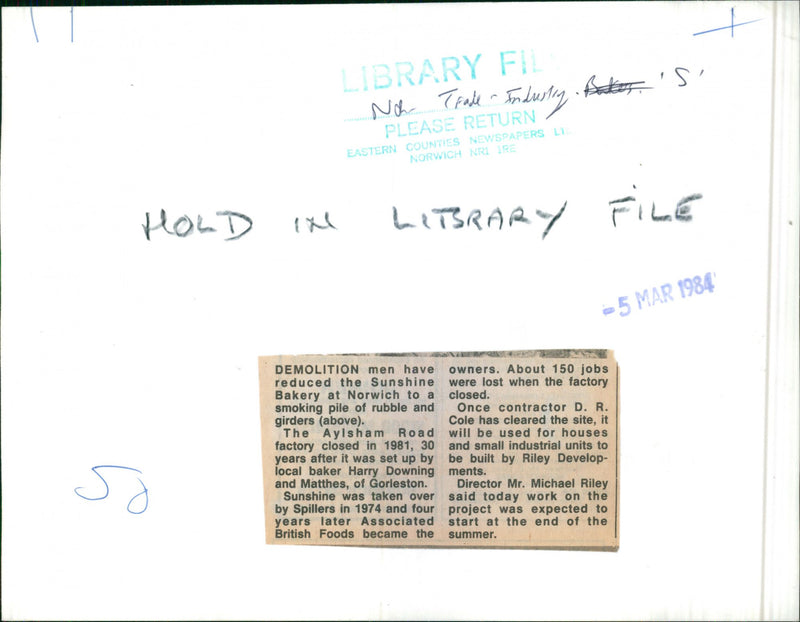 LIBRARY FIL
Trade - Industry. 'S'
PLEASE RETURN
EASTERN COUNTIES NEWSPAPERS LT
NORWICH NR1 1RE
HOLD IN LIBRARY FILE
-5 MAR 1984
DEMOLITION men have
reduced the Sunshine
Bakery at Norwich to a
smoking pile of rubble and
girders (above).
The Aylsham Road
factory closed in 1981, 30
years after it was set up by
local baker Harry Downing
and Matthes, of Gorleston.
Sunshine was taken over
by Spillers in 1974 and four
years later Associated
British Foods became the
owners. About 150 jobs
were lost when the factory
closed.
Once contractor D. R.
Cole has cleared the site, it
will be used for houses
and small industrial units to
be built by Riley Develop-
ments.
Director Mr. Michael Riley
said today work on the
project was expected to
start at the end of the
summer.